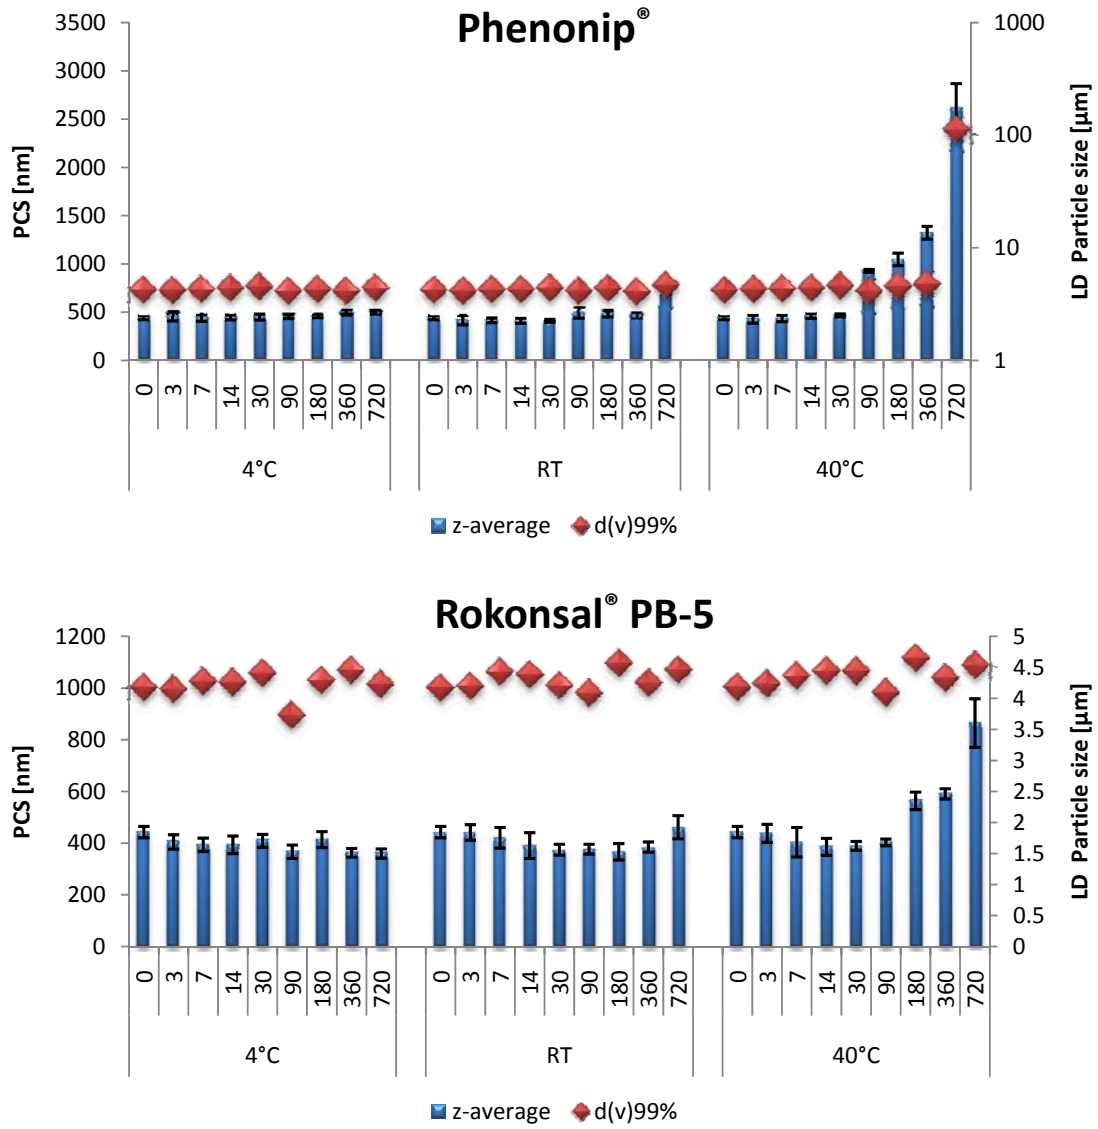 Phenonip®
3500
3000
2500
2000
1500
1000
500
0
PCS [nm]
1000
100
10
1
LD Particle size [µm]
0 3 7 14 30 90 180 360 720 0 3 7 14 30 90 180 360 720 0 3 7 14 30 90 180 360 720
4°C RT 40°C
z-average d(v)99%
Rokonsal® PB-5
1200
1000
800
600
400
200
0
PCS [nm]
5
4.5
4
3.5
3
2.5
2
1.5
1
0.5
0
LD Particle size [µm]
0 3 7 14 30 90 180 360 720 0 3 7 14 30 90 180 360 720 0 3 7 14 30 90 180 360 720
4°C RT 40°C
z-average d(v)99%